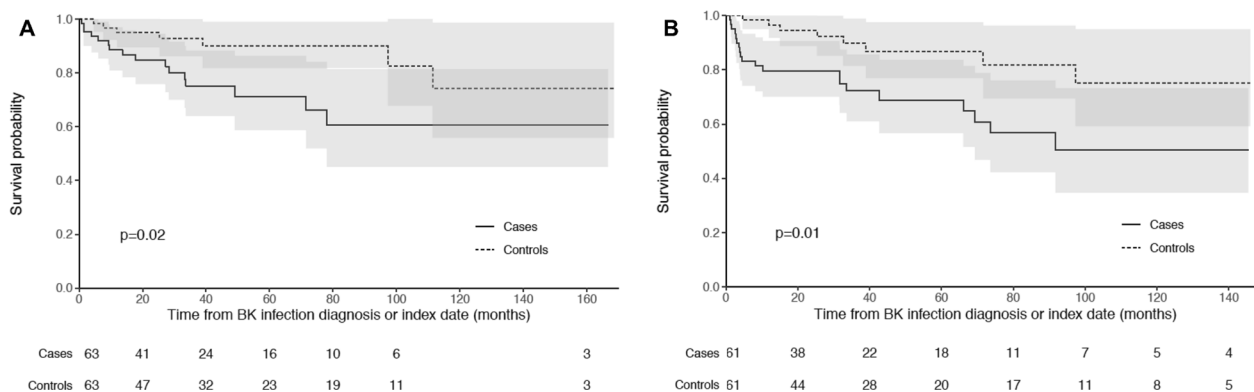 A
Survival probability
1.0
0.8
0.6
0.4
0.2
0.0
p=0.02
Cases
Controls
0 20 40 60 80 100 120 140 160
Time from BK infection diagnosis or index date (months)
Cases 63 41 24 16 10 6 3
Controls 63 47 32 23 19 11 3
B
Survival probability
1.0
0.8
0.6
0.4
0.2
0.0
p=0.01
Cases
Controls
0 20 40 60 80 100 120 140
Time from BK infection diagnosis or index date (months)
Cases 61 38 22 18 11 7 5 4
Controls 61 44 28 20 17 11 8 5